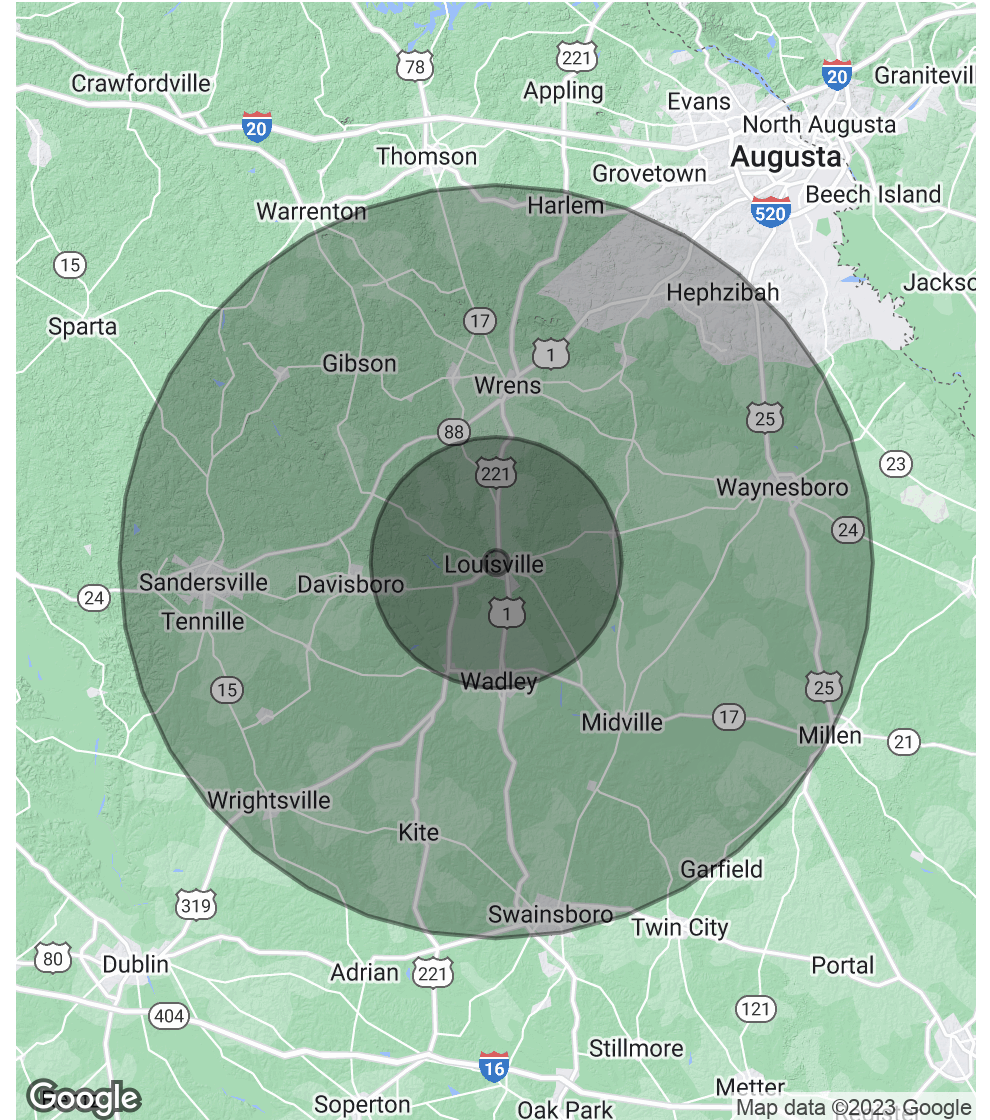 78
221
Crawfordville
20
Granitevil
Appling
Evans
20
North Augusta
Thomson
Augusta
Grovetown
Beech Island
Warrenton
Harlem
520
15
Jackso
Hephzibah
17
Sparta
1
Gibson
Wrens
25
88
23
221
Waynesboro
24
Louisville
Sandersville
Davisboro
24
1
Tennille
Wadley
15
25
Midville
17
Millen
21
Wrightsville
Kite
Garfield
319
Swainsboro
Twin City
80
Dublin
Adrian
221
Portal
404
121
Stillmore
16
Metter
Google
Soperton
Oak Park
Map data ©2023 Google